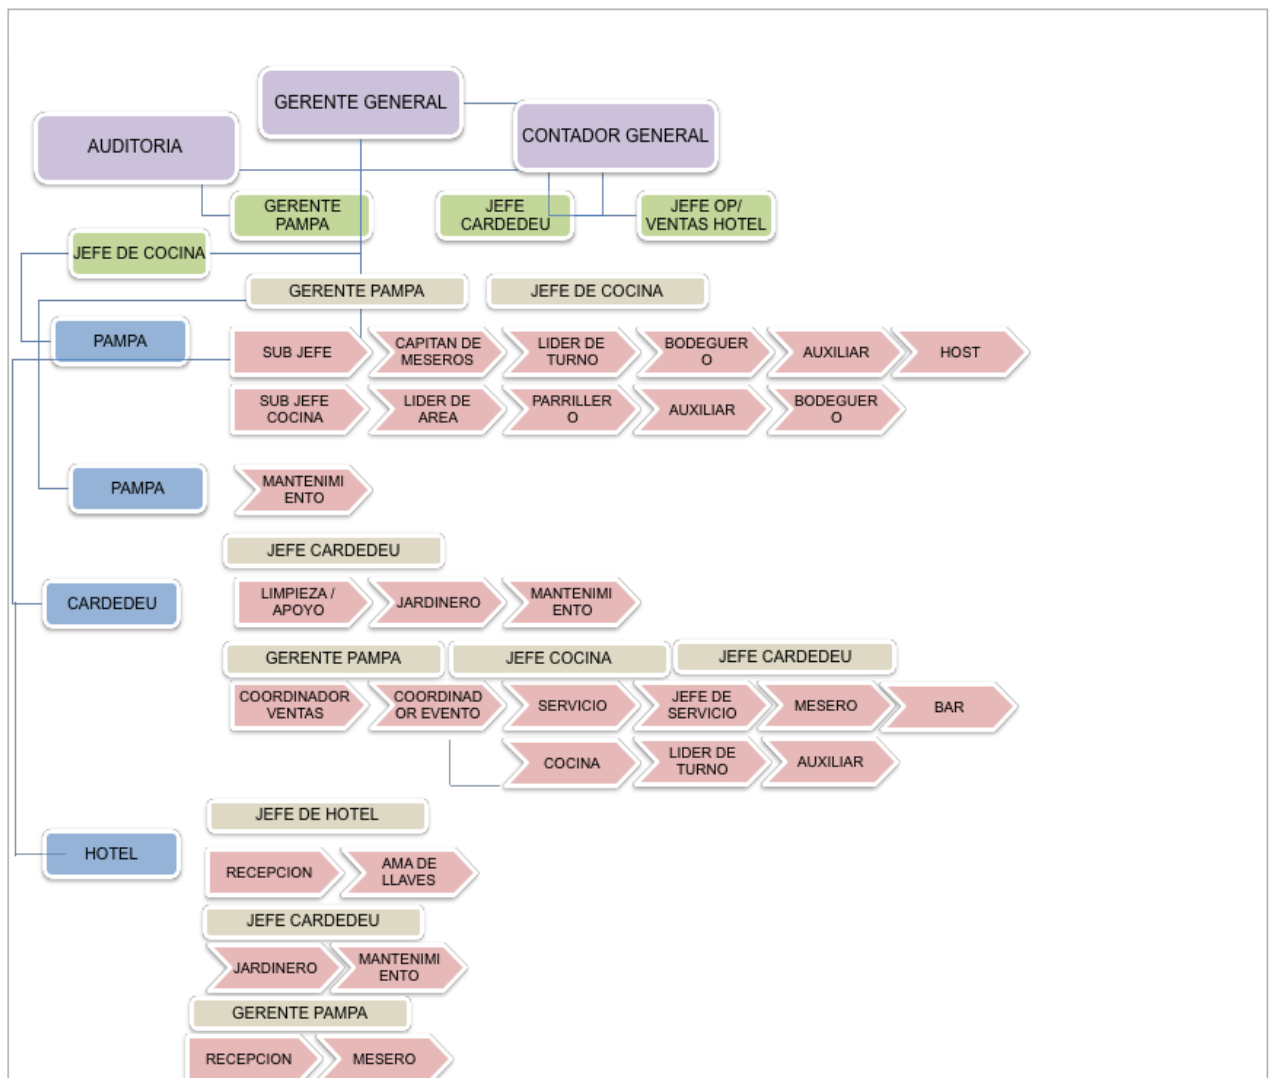 GERENTE GENERAL
CONTADOR GENERAL
AUDITORIA
GERENTE
PAMPA
JEFE
CARDEDEU
JEFE OP/
VENTAS HOTEL
JEFE DE COCINA
GERENTE PAMPA
JEFE DE COCINA
PAMPA
SUB JEFE
CAPITAN DE
MESEROS
LIDER DE
TURNO
BODEGUER
O
AUXILIAR
HOST
SUB JEFE
COCINA
LIDER DE
AREA
PARRILLER
O
AUXILIAR
BODEGUER
O
PAMPA
MANTENIMI
ENTO
JEFE CARDEDEU
CARDEDEU
LIMPIEZA /
APOYO
JARDINERO
MANTENIMI
ENTO
GERENTE PAMPA
JEFE COCINA
JEFE CARDEDEU
COORDINADOR
VENTAS
COORDINAD
OR EVENTO
SERVICIO
JEFE DE
SERVICIO
MESERO
BAR
COCINA
LIDER DE
TURNO
AUXILIAR
JEFE DE HOTEL
HOTEL
RECEPCION
AMA DE
LLAVES
JEFE CARDEDEU
JARDINERO
MANTENIMI
ENTO
GERENTE PAMPA
RECEPCION
MESERO